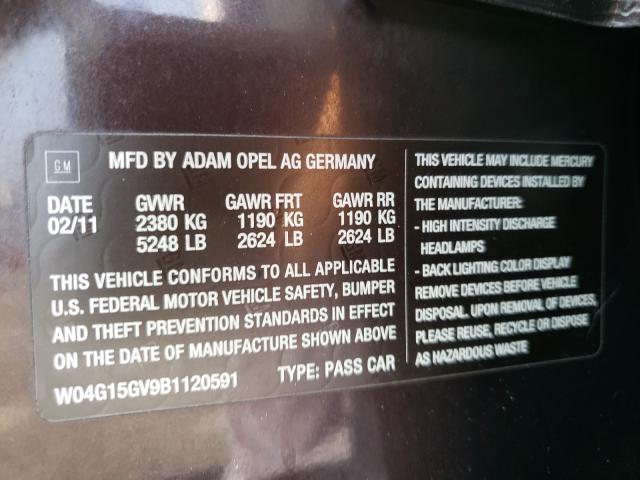 GM
MFD BY ADAM OPEL AG GERMANY
DATE GVWR GAWR FRT GAWR RR
02/11 2380 KG 1190 KG 1190 KG
5248 LB 2624 LB 2624 LB
THIS VEHICLE CONFORMS TO ALL APPLICABLE
U.S. FEDERAL MOTOR VEHICLE SAFETY, BUMPER
AND THEFT PREVENTION STANDARDS IN EFFECT
ON THE DATE OF MANUFACTURE SHOWN ABOVE
W04G15GV9B1120591 TYPE: PASS CAR
THIS VEHICLE MAY INCLUDE MERCURY
CONTAINING DEVICES INSTALLED BY
THE MANUFACTURER:
- HIGH INTENSITY DISCHARGE
HEADLAMPS
- BACK LIGHTING COLOR DISPLAY
REMOVE DEVICES BEFORE VEHICLE
DISPOSAL. UPON REMOVAL OF DEVICES,
PLEASE REUSE, RECYCLE OR DISPOSE
AS HAZARDOUS WASTE